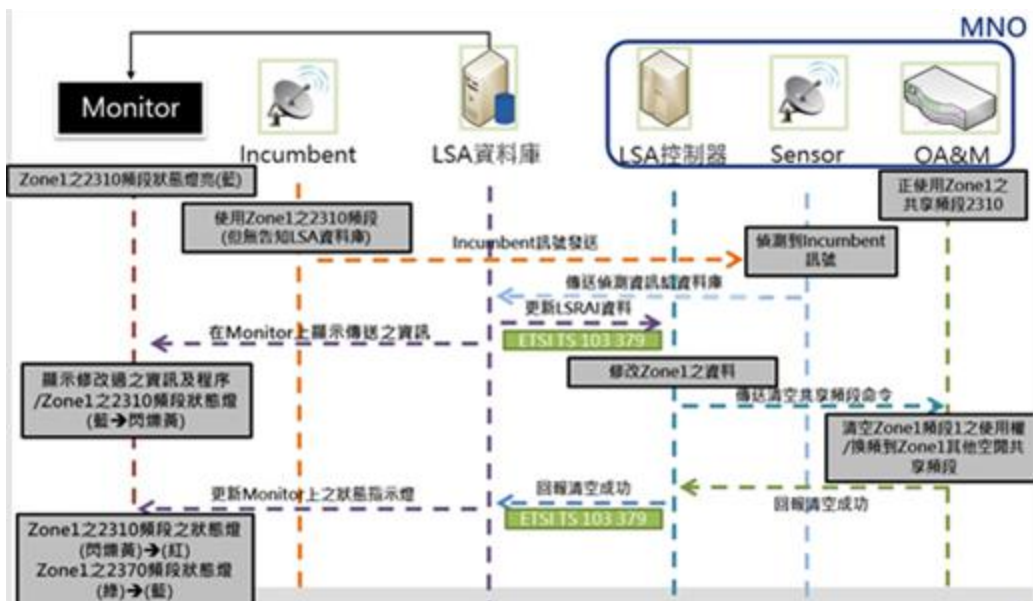 MNO
Monitor
Incumbent
LSA資料庫
LSA控制器
Sensor
OA&M
Zone1之2310頻段狀態燈亮(藍)
正使用Zone1之
共享頻段2310
使用Zone1之2310頻段
(但無告知LSA資料庫)
Incumbent訊號發送
偵測到Incumbent
訊號
傳送偵測資訊給資料庫
更新LSRAI資料
在Monitor上顯示傳送之資訊
ETSI TS 103 379
修改Zone1之資料
顯示修改過之資訊及程序
/Zone1之2310頻段狀態燈
(藍➔閃爍黃)
傳送清空共享頻段命令
清空Zone1頻段1之使用權
/換頻到Zone1其他空閒共
享頻段
更新Monitor上之狀態指示燈
回報清空成功
回報清空成功
ETSI TS 103 379
Zone1之2310頻段之狀態燈
(閃爍黃)➔(紅)
Zone1之2370頻段狀態燈
(綠)➔(藍)